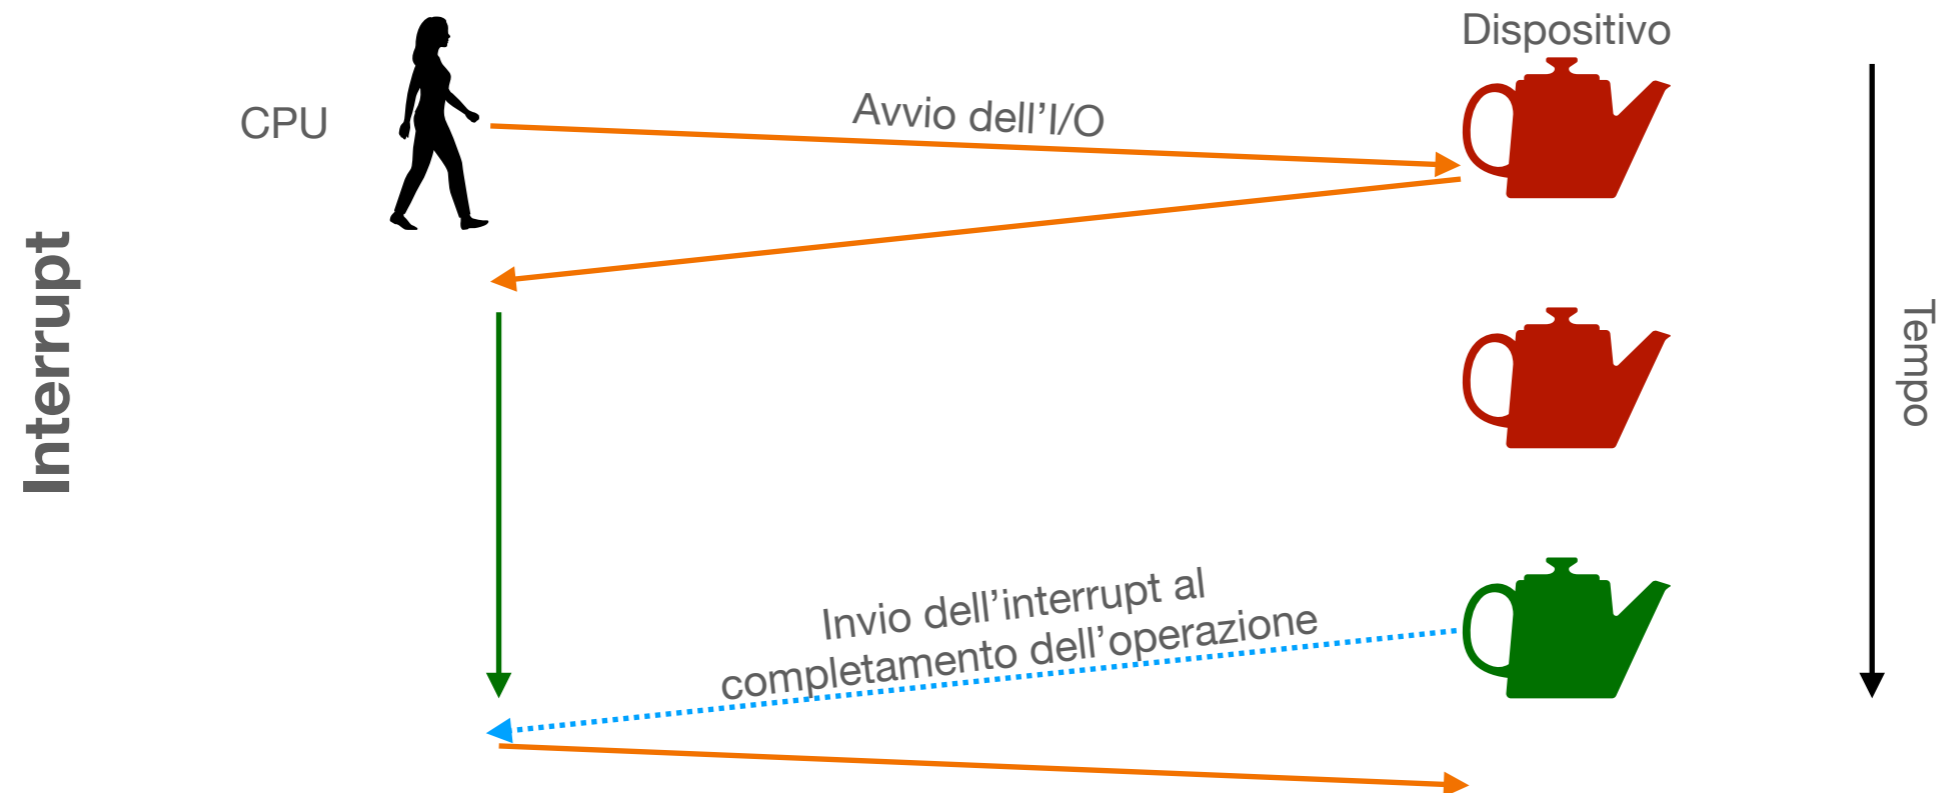 Dispositivo
CPU
Avvio dell’I/O
Interrupt
Tempo
Invio dell’interrupt al
completamento dell’operazione